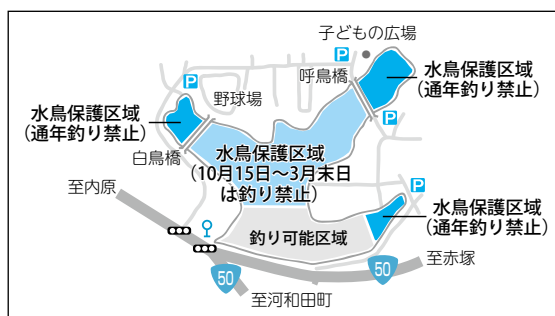 子どもの広場
P
P
呼鳥橋
水鳥保護区域
(通年釣り禁止)
P
野球場
水鳥保護区域
(通年釣り禁止)
P
白鳥橋
水鳥保護区域
(10月15日~3月末日
は釣り禁止)
至内原
P
水鳥保護区域
(通年釣り禁止)
釣り可能区域
至赤塚
50
50
至河和田町